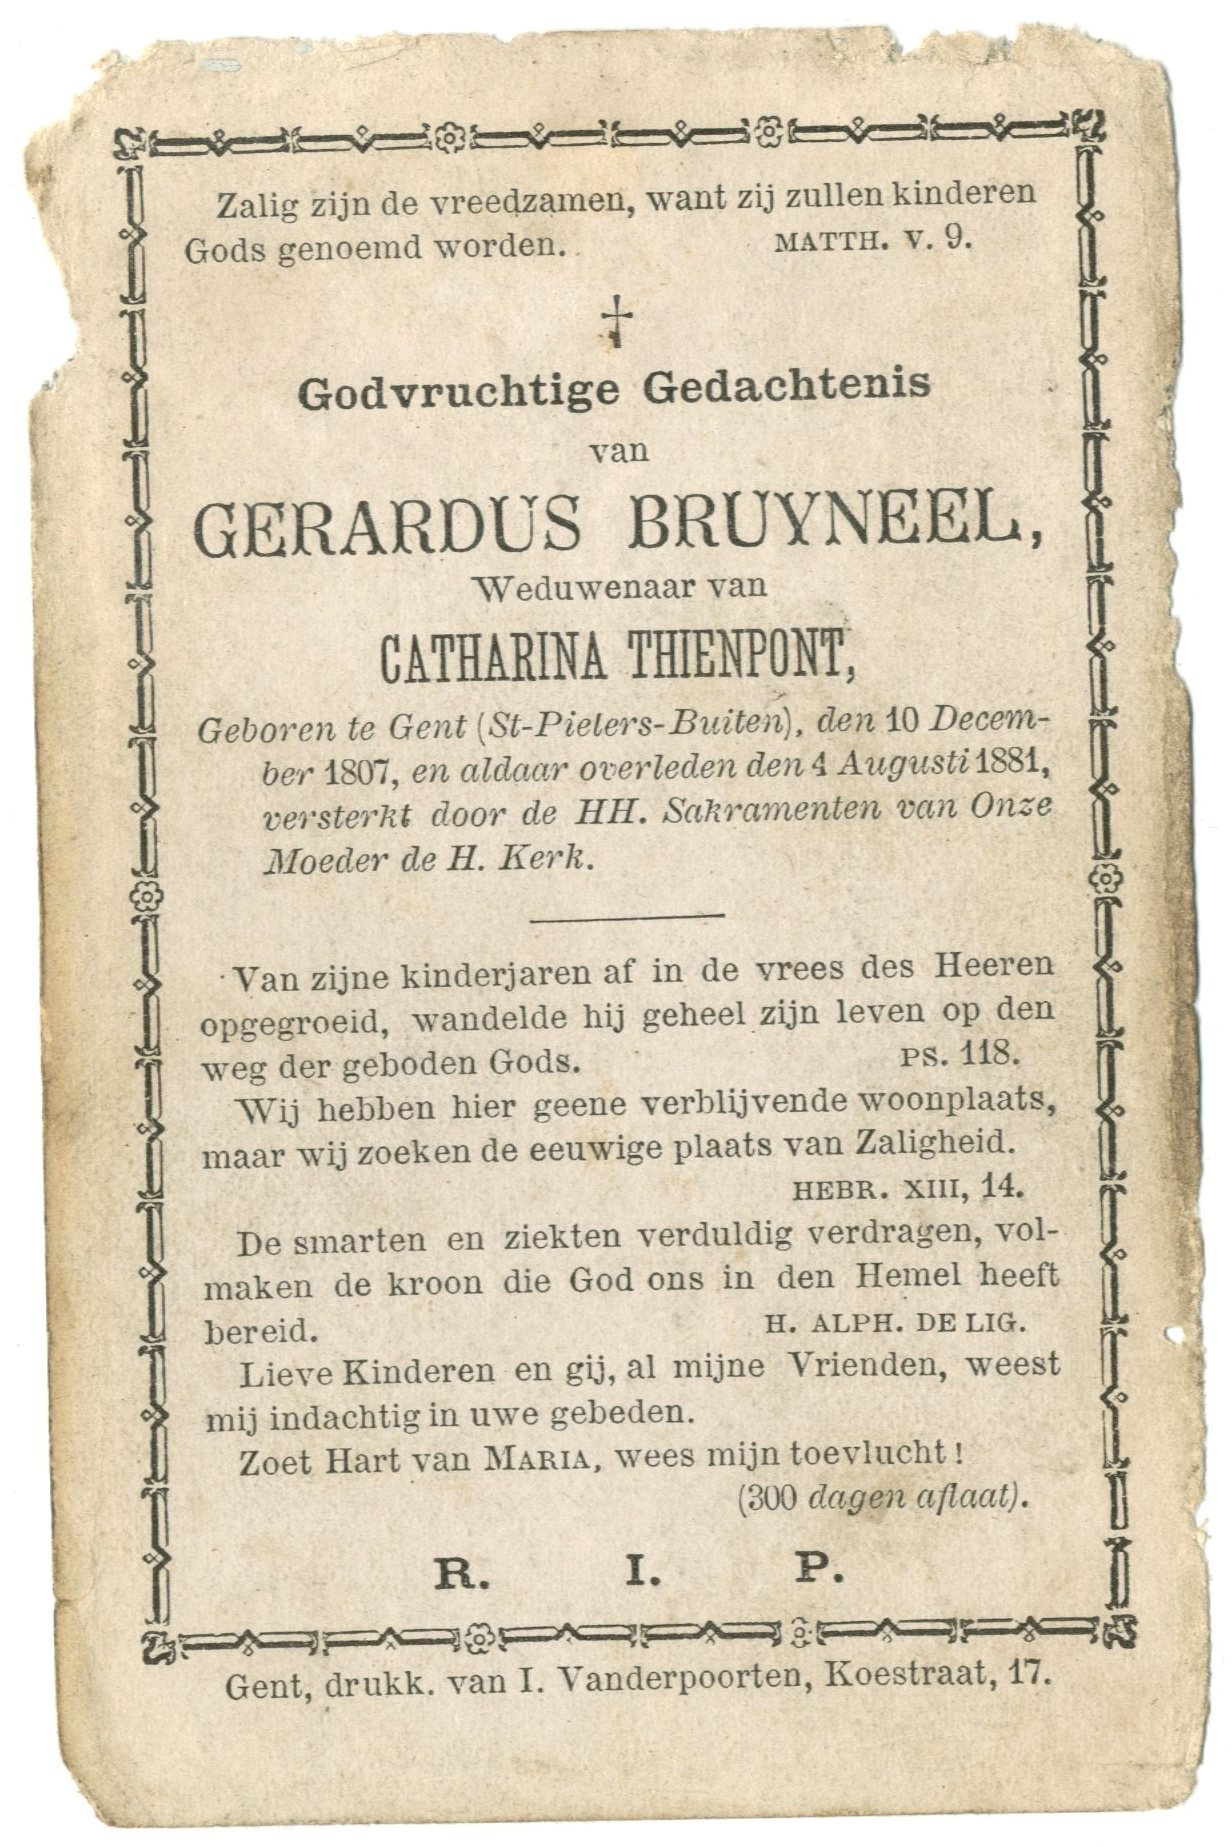 Zalig zijn de vreedzamen, want zij zullen kinderen
Gods genoemd worden. MATTH. V. 9.
†
Godvruchtige Gedachtenis
van
GERARDUS BRUYNEEL,
Weduwenaar van
CATHARINA THIENPONT,
Geboren te Gent (St-Pieters-Buiten), den 10 Decem-
ber 1807, en aldaar overleden den 4 Augusti 1881,
versterkt door de HH. Sakramenten van Onze
Moeder de H. Kerk.
Van zijne kinderjaren af in de vrees des Heeren
opgegroeid, wandelde hij geheel zijn leven op den
weg der geboden Gods. PS. 118.
Wij hebben hier geene verblijvende woonplaats,
maar wij zoeken de eeuwige plaats van Zaligheid.
HEBR. XIII, 14.
De smarten en ziekten verduldig verdragen, vol-
maken de kroon die God ons in den Hemel heeft
bereid. H. ALPH. DE LIG.
Lieve Kinderen en gij, al mijne Vrienden, weest
mij indachtig in uwe gebeden.
Zoet Hart van MARIA, wees mijn toevlucht !
(300 dagen aflaat).
R. I. P.
Gent, drukk. van I. Vanderpoorten, Koestraat, 17.